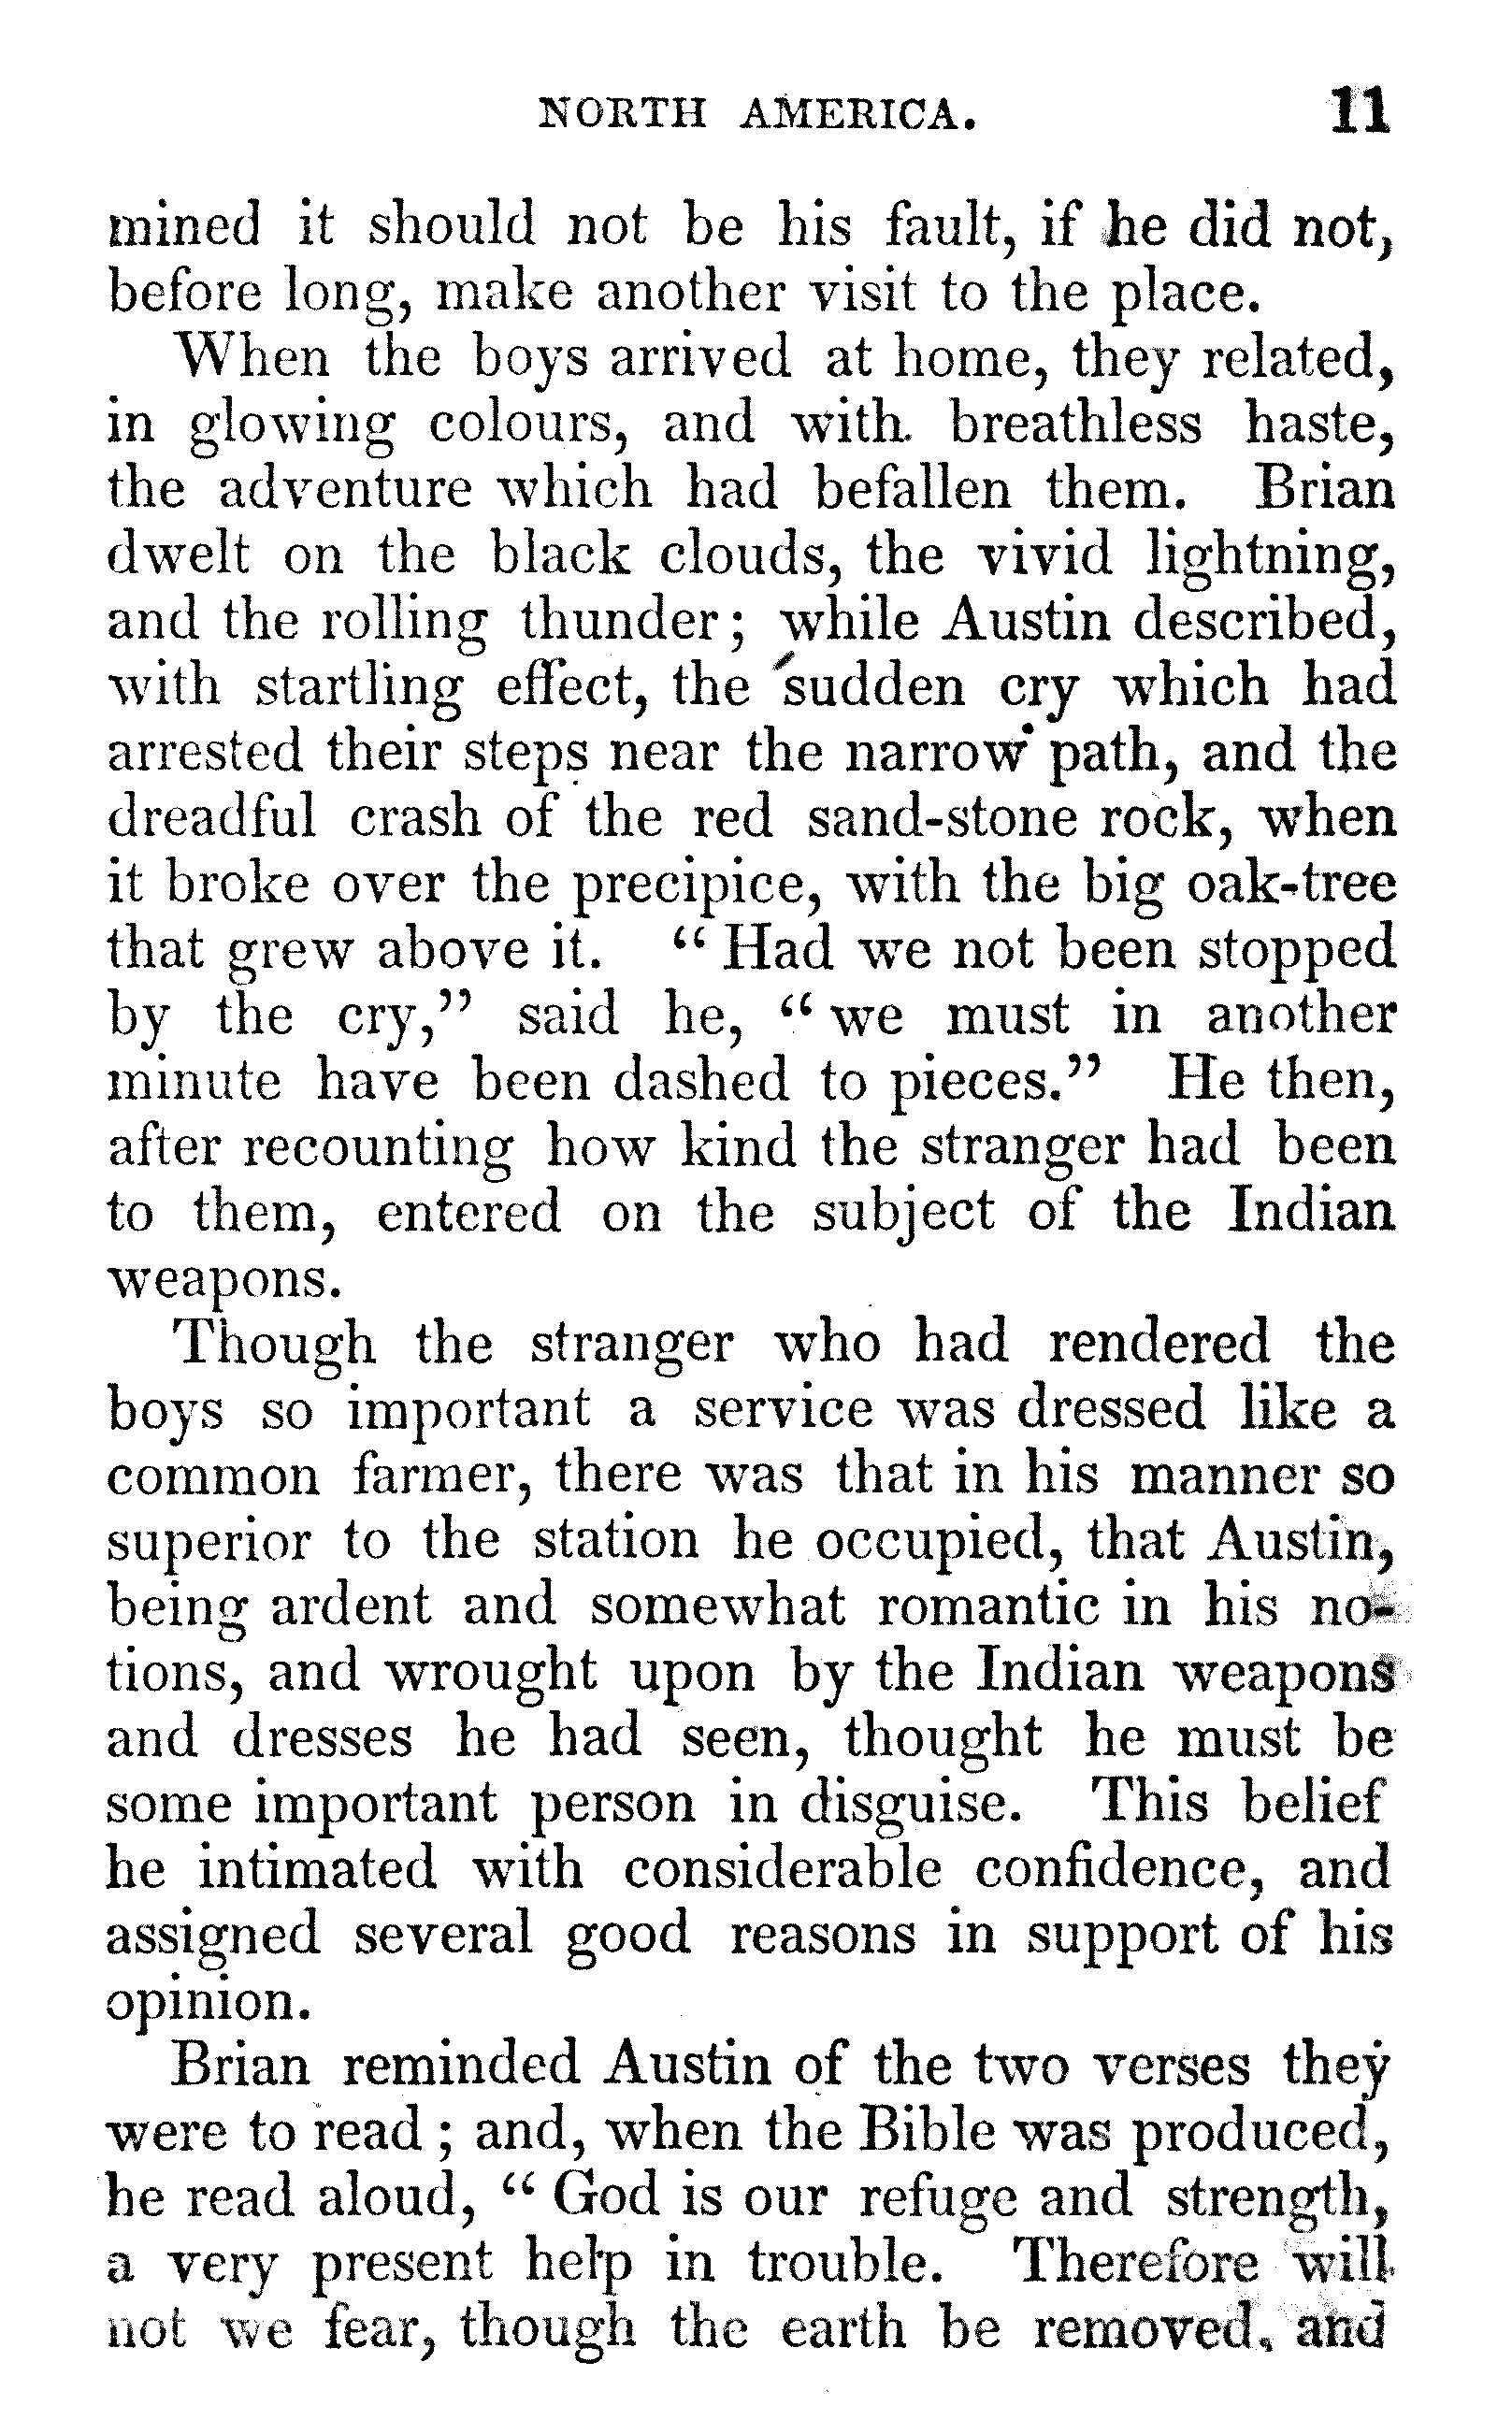 NORTH AMERICA. 11
mined it should not be his fault, if he did not,
before long, make another visit to the place.
When the boys arrived at home, they related,
in glowing colours, and with breathless haste,
the adventure which had befallen them. Brian
dwelt on the black clouds, the vivid lightning,
and the rolling thunder; while Austin described,
with startling effect, the sudden cry which had
arrested their steps near the narrow path, and the
dreadful crash of the red sand-stone rock, when
it broke over the precipice, with the big oak-tree
that grew above it. “Had we not been stopped
by the cry,” said he, “we must in another
minute have been dashed to pieces.” He then,
after recounting how kind the stranger had been
to them, entered on the subject of the Indian
weapons.
Though the stranger who had rendered the
boys so important a service was dressed like a
common farmer, there was that in his manner so
superior to the station he occupied, that Austin,
being ardent and somewhat romantic in his no-
tions, and wrought upon by the Indian weapons
and dresses he had seen, thought he must be
some important person in disguise. This belief
he intimated with considerable confidence, and
assigned several good reasons in support of his
opinion.
Brian reminded Austin of the two verses they
were to read; and, when the Bible was produced,
he read aloud, “God is our refuge and strength,
a very present help in trouble. Therefore will
not we fear, though the earth be removed, and